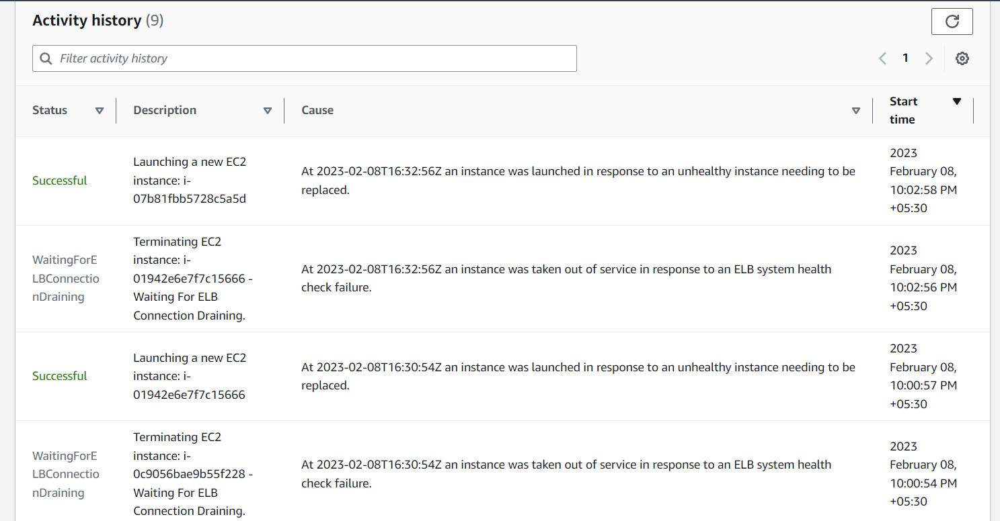 Activity history (9)
Filter activity history
1
Status
Description
Cause
Start
time
Successful
Launching a new EC2
instance: i-
07b81fbb5728c5a5d
At 2023-02-08T16:32:56Z an instance was launched in response to an unhealthy instance needing to be
replaced.
2023
February 08,
10:02:58 PM
+05:30
WaitingForE
LBConnectio
nDraining
Terminating EC2
instance: i-
01942e6e7f7c15666 -
Waiting For ELB
Connection Draining.
At 2023-02-08T16:32:56Z an instance was taken out of service in response to an ELB system health
check failure.
2023
February 08,
10:02:56 PM
+05:30
Successful
Launching a new EC2
instance: i-
01942e6e7f7c15666
At 2023-02-08T16:30:54Z an instance was launched in response to an unhealthy instance needing to be
replaced.
2023
February 08,
10:00:57 PM
+05:30
WaitingForE
LBConnectio
nDraining
Terminating EC2
instance: i-
0c9056bae9b55f228 -
Waiting For ELB
Connection Draining.
At 2023-02-08T16:30:54Z an instance was taken out of service in response to an ELB system health
check failure.
2023
February 08,
10:00:54 PM
+05:30